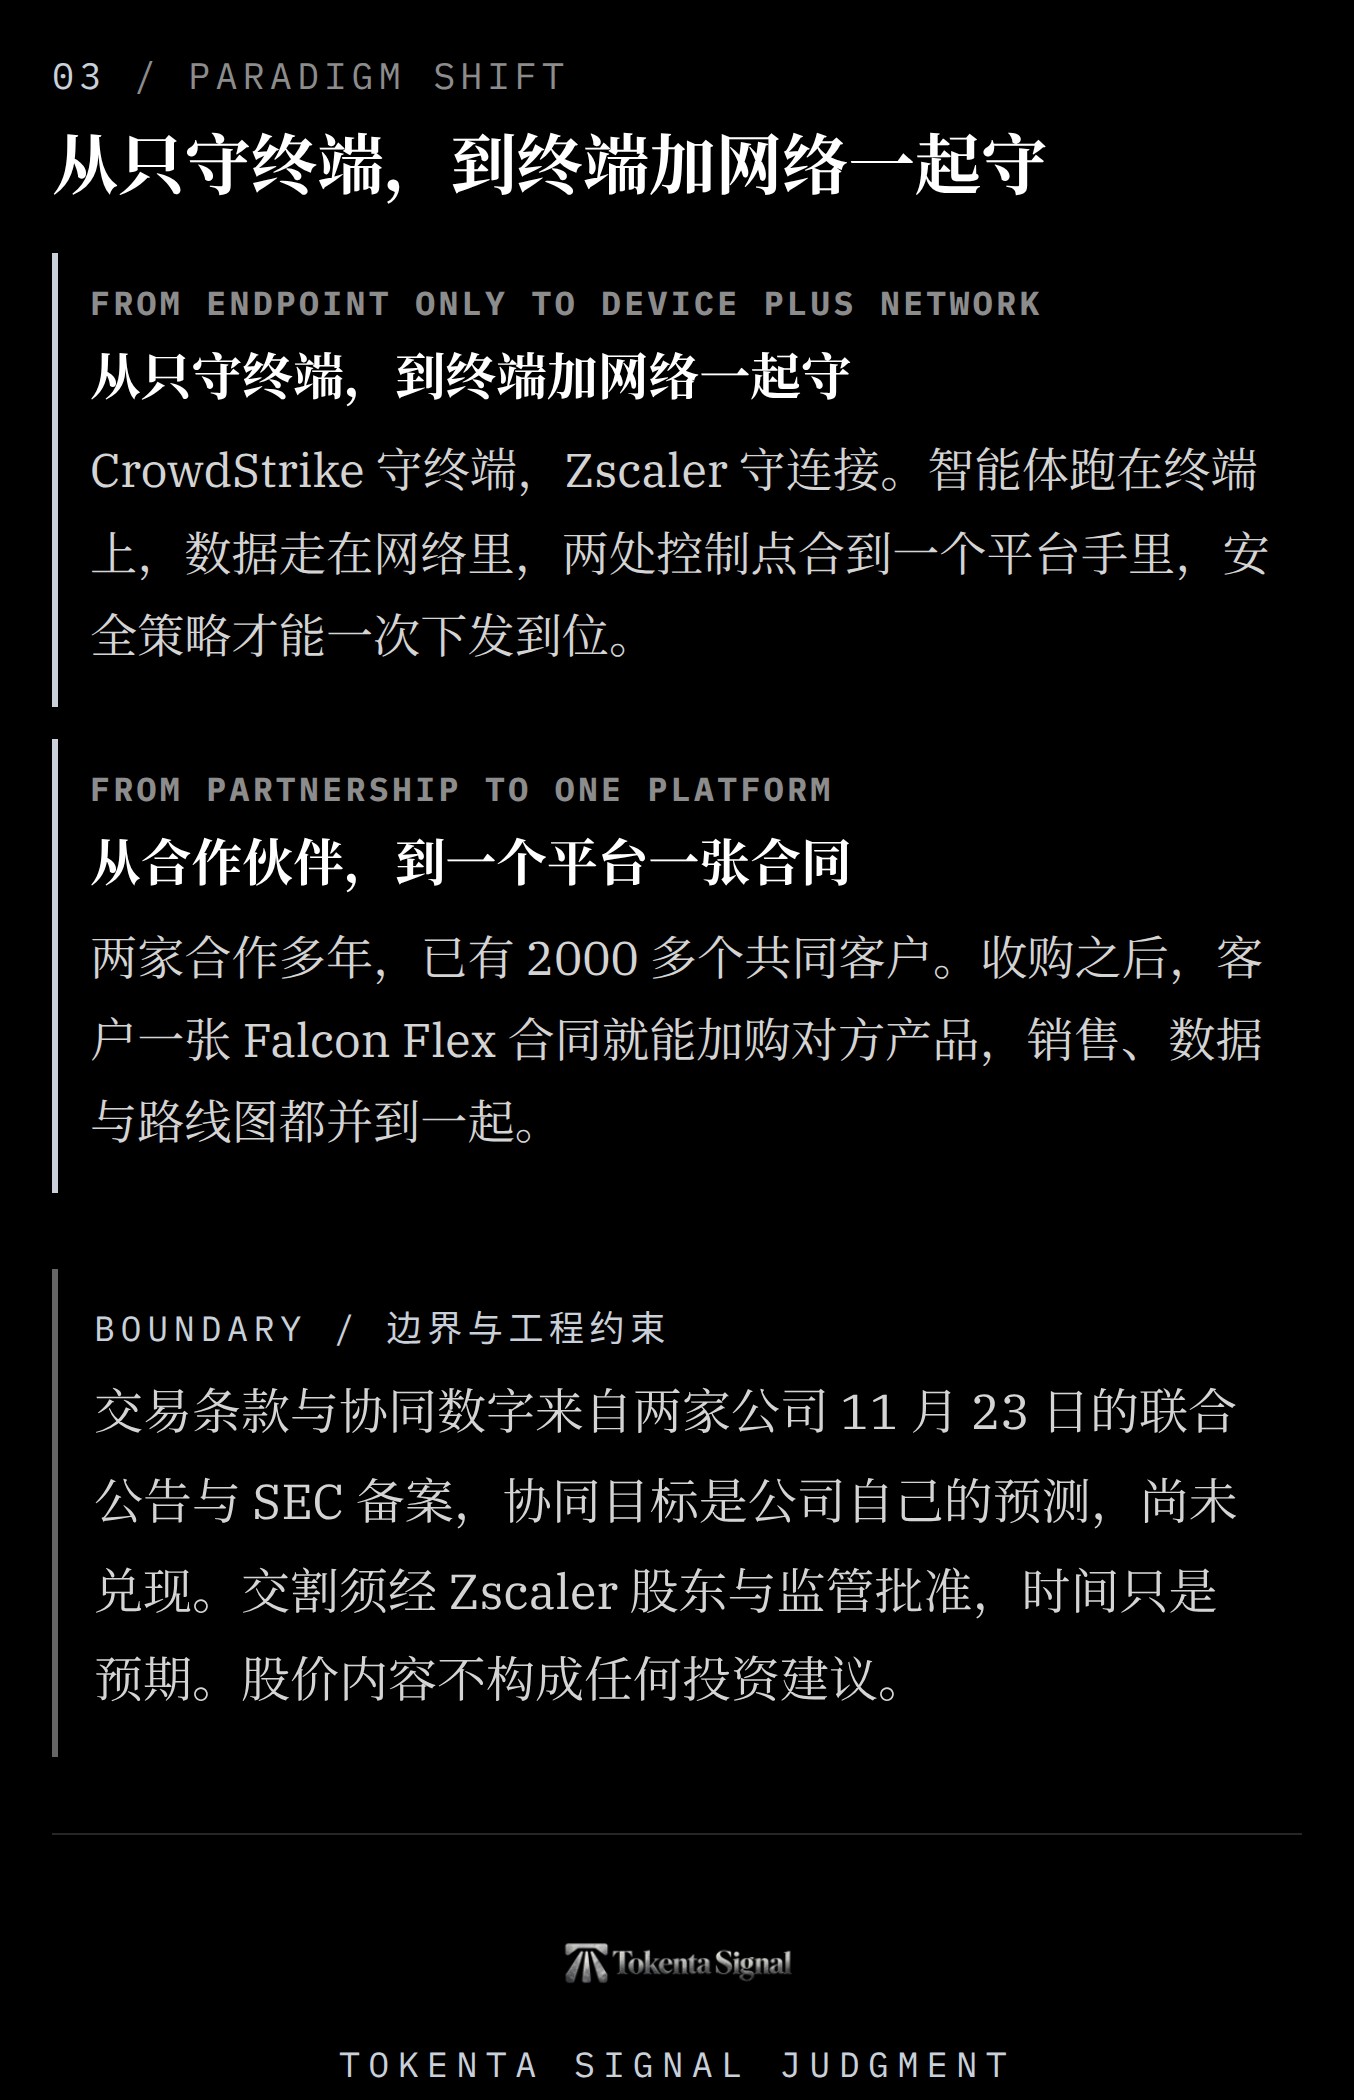 03 / PARADIGM SHIFT
从只守终端，到终端加网络一起守
FROM ENDPOINT ONLY TO DEVICE PLUS NETWORK
从只守终端，到终端加网络一起守
CrowdStrike 守终端，Zscaler 守连接。智能体跑在终端
上，数据走在网络里，两处控制点合到一个平台手里，安
全策略才能一次下发到位。
FROM PARTNERSHIP TO ONE PLATFORM
从合作伙伴，到一个平台一张合同
两家合作多年，已有 2000 多个共同客户。收购之后，客
户一张 Falcon Flex 合同就能加购对方产品，销售、数据
与路线图都并到一起。
BOUNDARY / 边界与工程约束
交易条款与协同数字来自两家公司 11 月 23 日的联合
公告与 SEC 备案，协同目标是公司自己的预测，尚未
兑现。交割须经 Zscaler 股东与监管批准，时间只是
预期。股价内容不构成任何投资建议。
Tokenta Signal
TOKENTA SIGNAL JUDGMENT